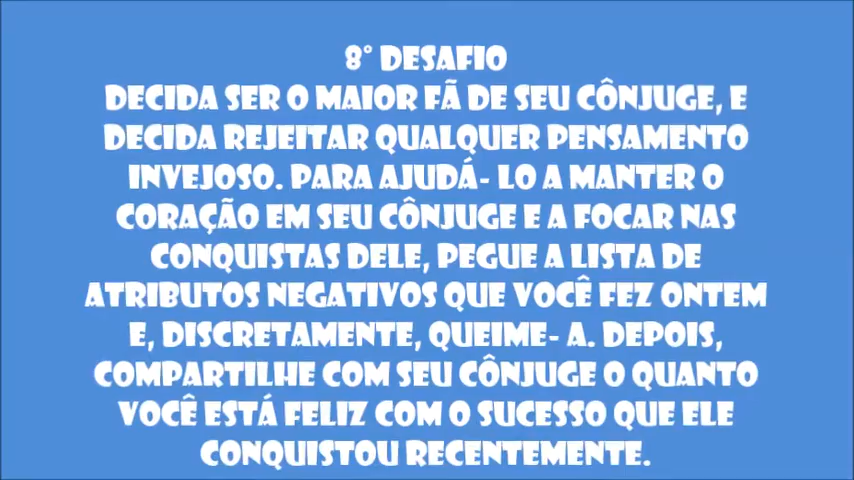 8° DESAFIO
DECIDA SER O MAIOR FÃ DE SEU CÔNJUGE, E
DECIDA REJEITAR QUALQUER PENSAMENTO
INVEJOSO. PARA AJUDÁ- LO A MANTER O
CORAÇÃO EM SEU CÔNJUGE E A FOCAR NAS
CONQUISTAS DELE, PEGUE A LISTA DE
ATRIBUTOS NEGATIVOS QUE VOCÊ FEZ ONTEM
E, DISCRETAMENTE, QUEIME- A. DEPOIS,
COMPARTILHE COM SEU CÔNJUGE O QUANTO
VOCÊ ESTÁ FELIZ COM O SUCESSO QUE ELE
CONQUISTOU RECENTEMENTE.